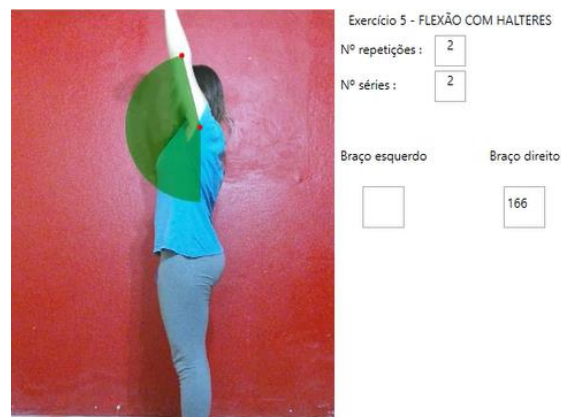 Exercício 5 - FLEXÃO COM HALTERES
Nº repetições : 2
Nº séries : 2
Braço esquerdo Braço direito
166